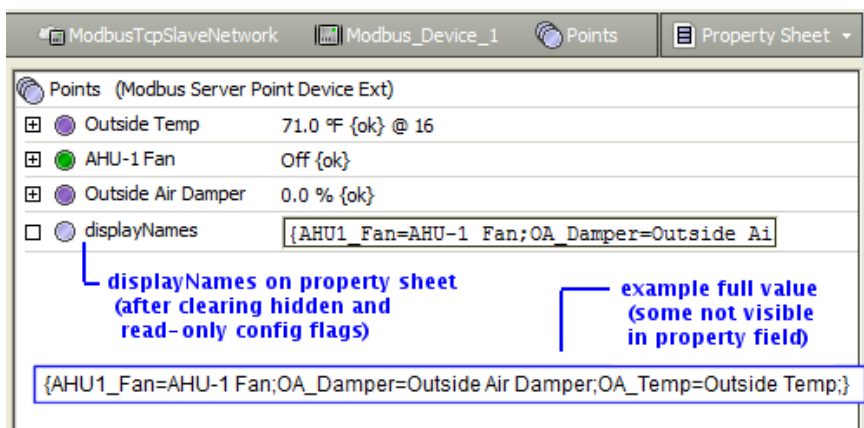 ModbusTcpSlaveNetwork Modbus_Device_1 Points Property Sheet
Points (Modbus Server Point Device Ext)
Outside Temp 71.0 ºF {ok} @ 16
AHU-1 Fan Off {ok}
Outside Air Damper 0.0 % {ok}
displayNames {AHU1_Fan=AHU-1 Fan;OA_Damper=Outside Ai
displayNames on property sheet
(after clearing hidden and
read-only config flags)
example full value
(some not visible
in property field)
{AHU1_Fan=AHU-1 Fan;OA_Damper=Outside Air Damper;OA_Temp=Outside Temp;}